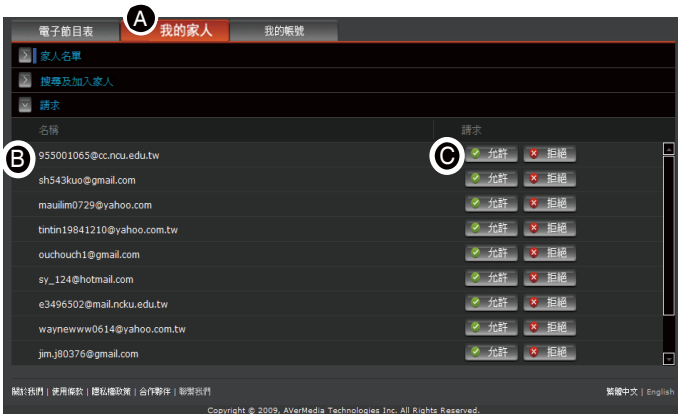 電子節目表 A 我的家人 我的帳號
家人名單
搜尋及加入家人
請求
名稱 請求
B 955001065@cc.ncu.edu.tw C 允許 拒絕
sh543kuo@gmail.com 允許 拒絕
mauilim0729@yahoo.com 允許 拒絕
tintin19841210@yahoo.com.tw 允許 拒絕
ouchouch1@gmail.com 允許 拒絕
sy_124@hotmail.com 允許 拒絕
e3496502@mail.ncku.edu.tw 允許 拒絕
waynewww0614@yahoo.com.tw 允許 拒絕
jim.j80376@gmail.com 允許 拒絕
關於我們 | 使用條款 | 隱私權政策 | 合作夥伴 | 聯繫我們 繁體中文 | English
Copyright © 2009, AVerMedia Technologies Inc. All Rights Reserved.